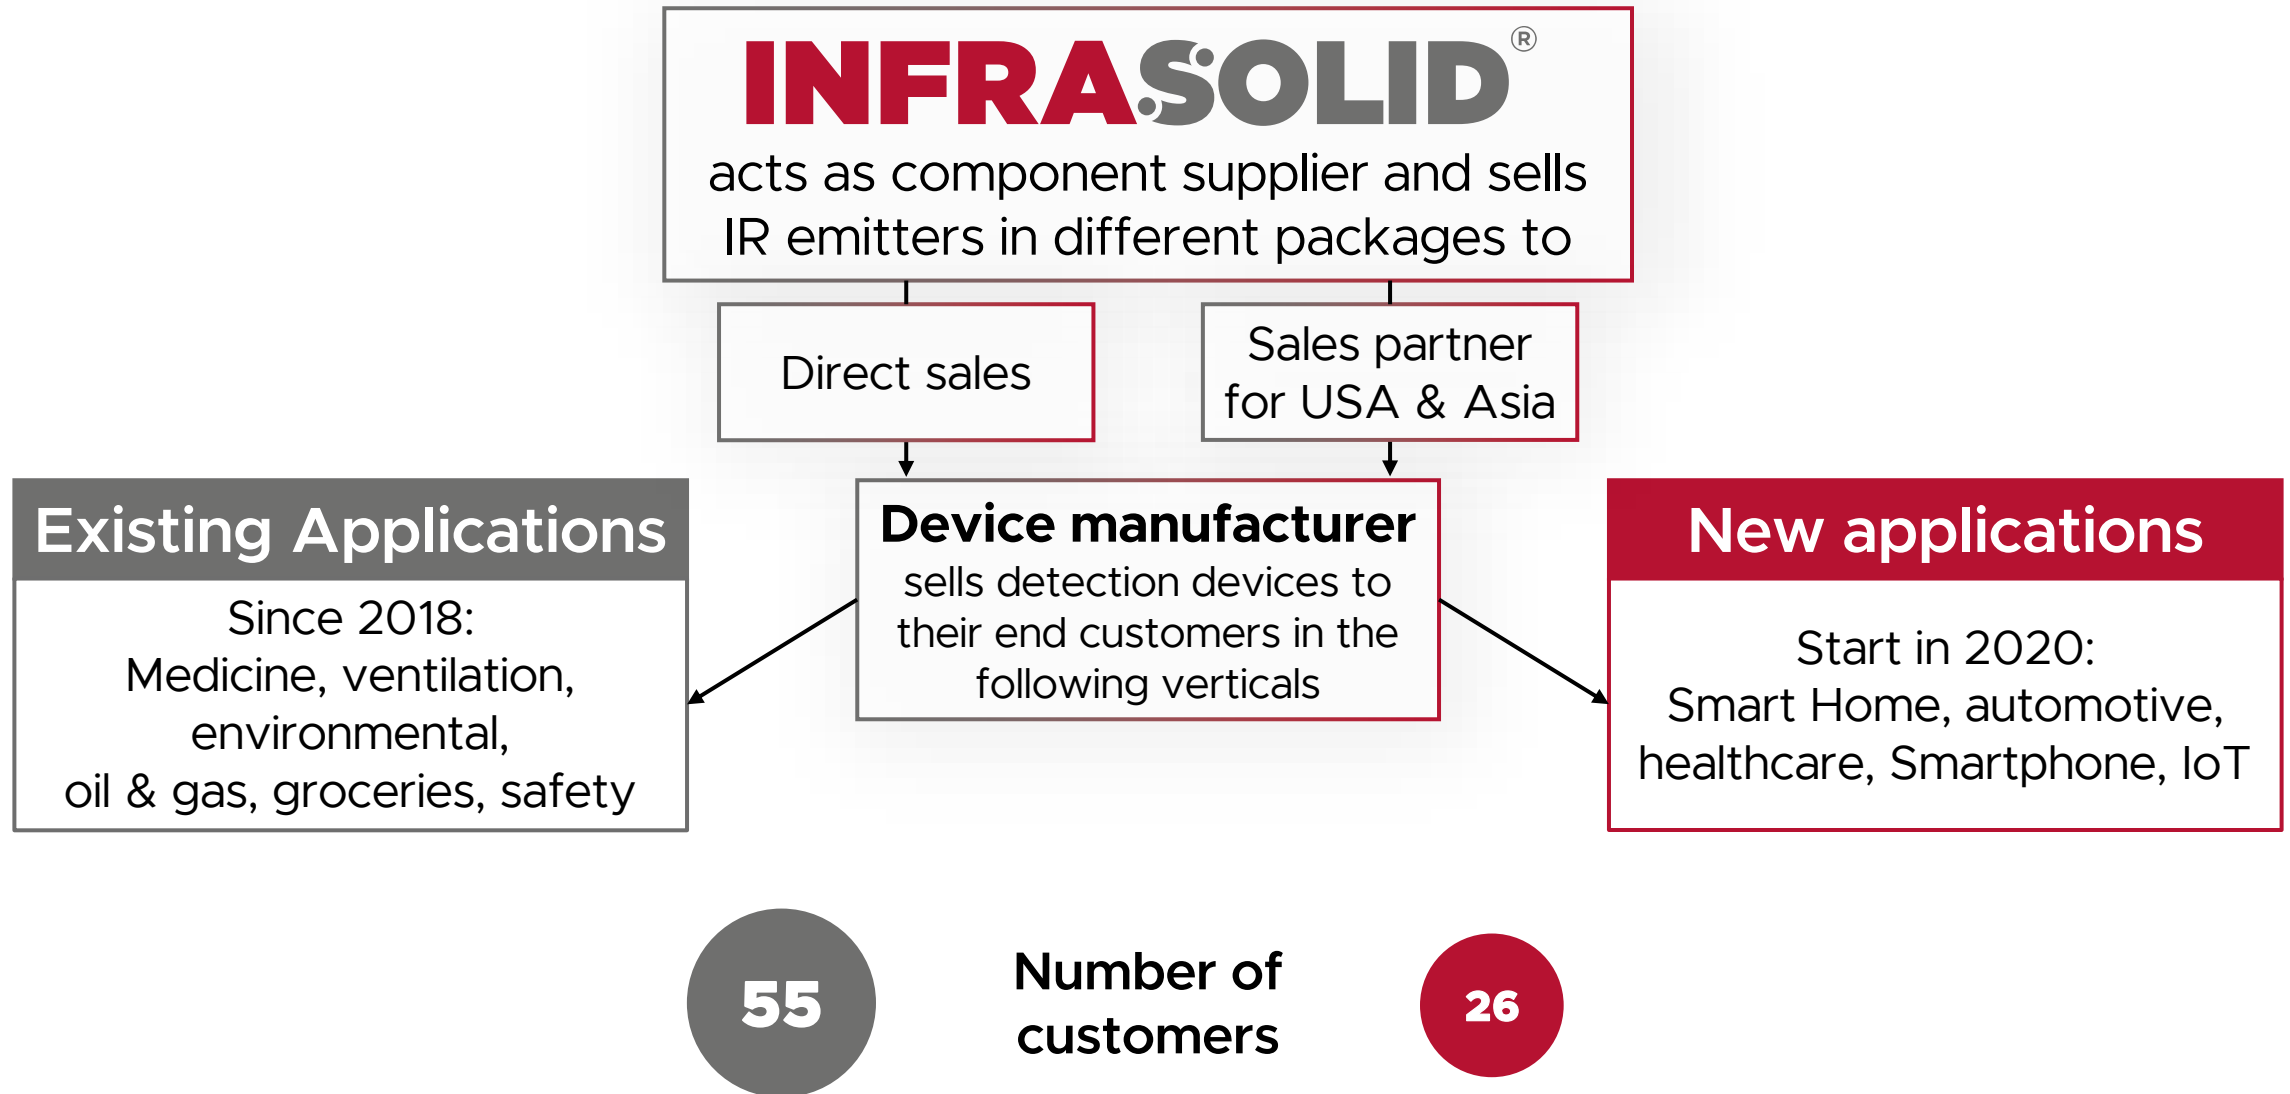 INFRASOLID®
acts as component supplier and sells
IR emitters in different packages to
Direct sales
Sales partner
for USA & Asia
Existing Applications
Since 2018:
Medicine, ventilation,
environmental,
oil & gas, groceries, safety
Device manufacturer
sells detection devices to
their end customers in the
following verticals
New applications
Start in 2020:
Smart Home, automotive,
healthcare, Smartphone, IoT
55
Number of
customers
26